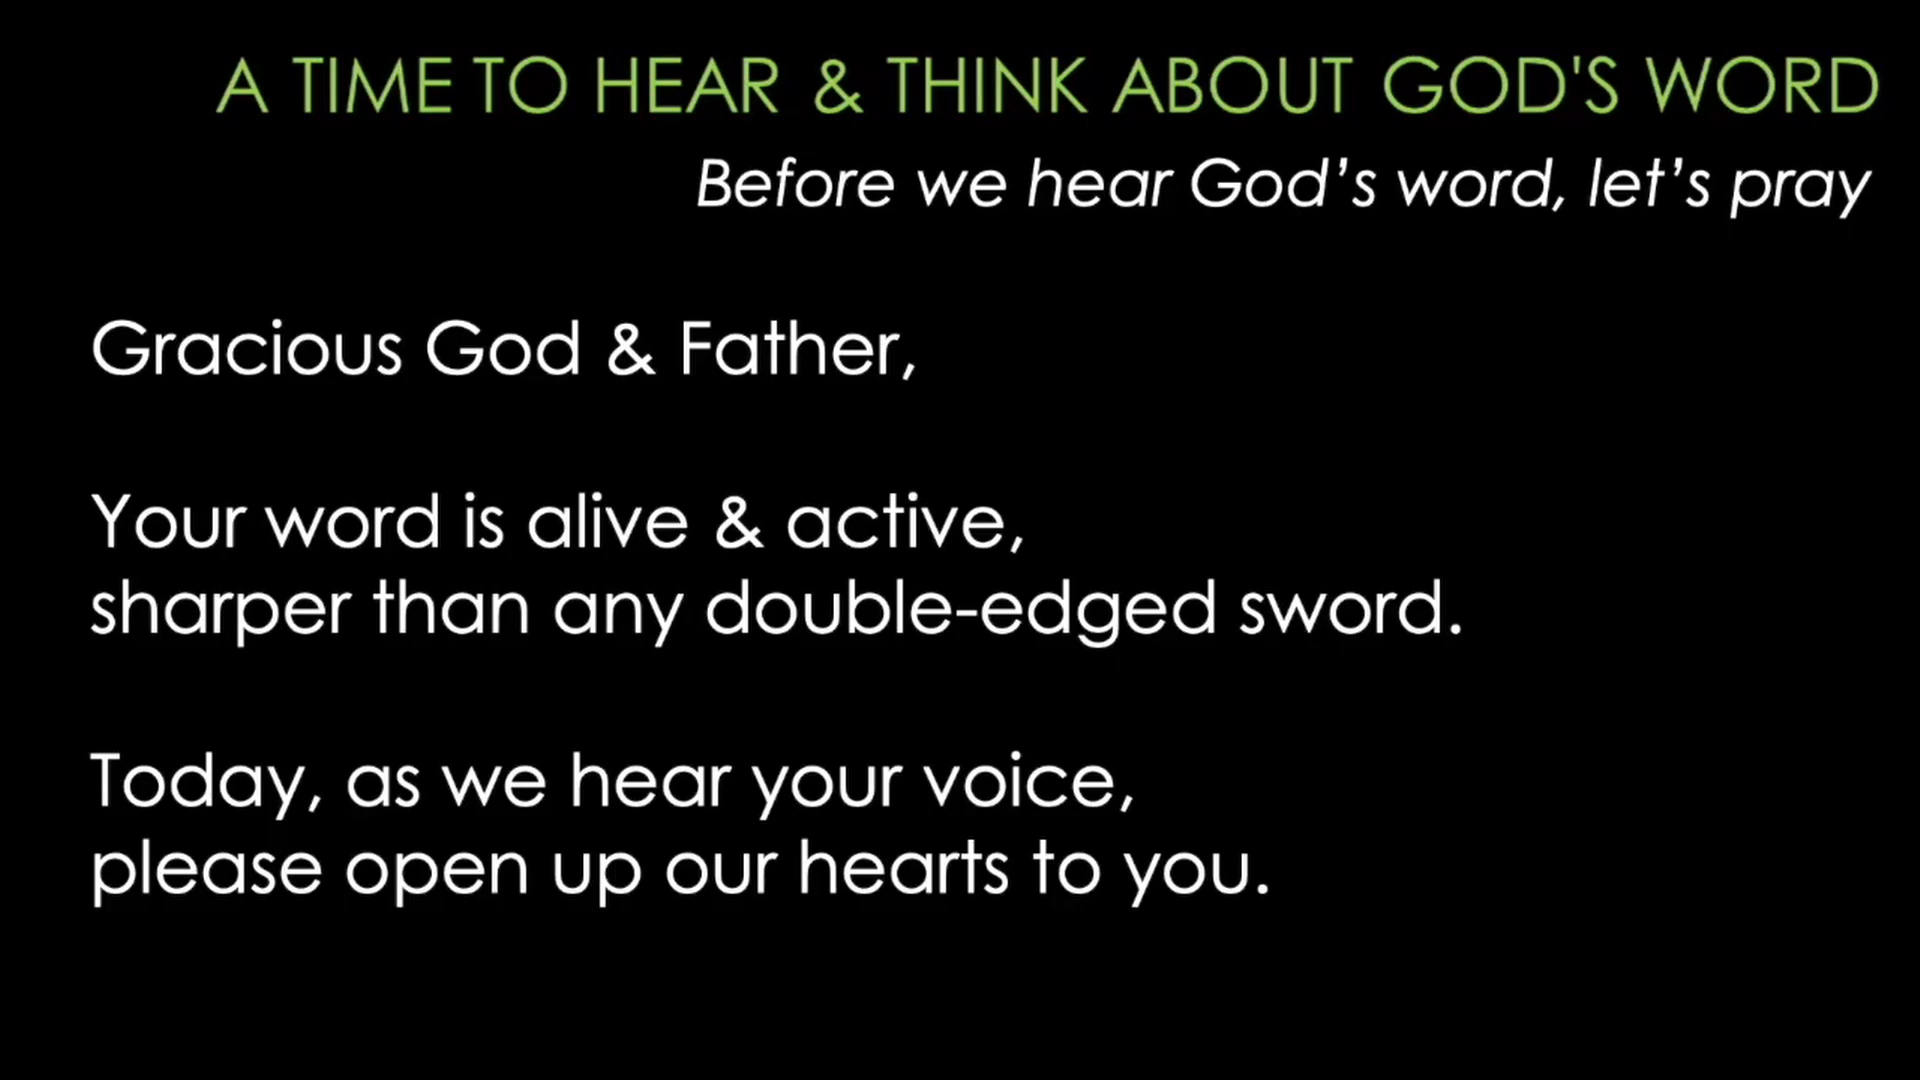 A TIME TO HEAR & THINK ABOUT GOD'S WORD
Before we hear God’s word, let’s pray
Gracious God & Father,
Your word is alive & active,
sharper than any double-edged sword.
Today, as we hear your voice,
please open up our hearts to you.